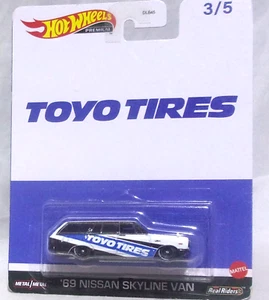 Hot Wheels
PREMIUM
3/5
TOYO TIRES
TOYO TIRES
METAL/METAL
'69 NISSAN SKYLINE VAN
Real Riders
MATTEL